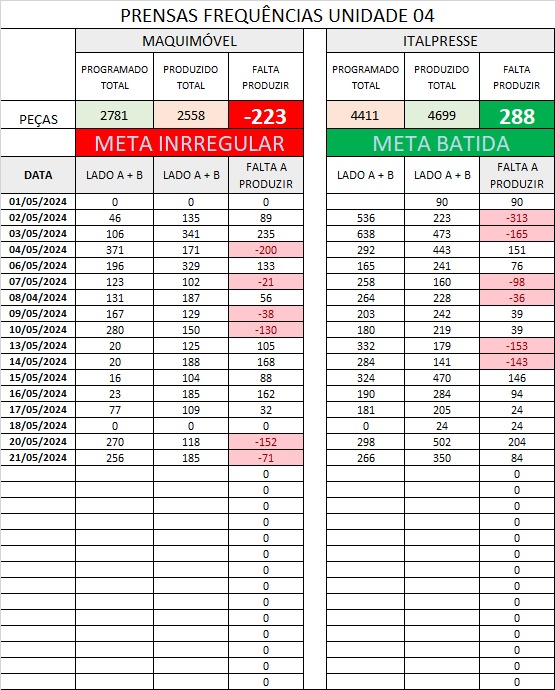 PRENSAS FREQUÊNCIAS UNIDADE 04
MAQUIMÓVEL ITALPRESSE
PROGRAMADO TOTAL PRODUZIDO TOTAL FALTA PRODUZIR PROGRAMADO TOTAL PRODUZIDO TOTAL FALTA PRODUZIR
PEÇAS 2781 2558 -223 4411 4699 288
META INRREGULAR META BATIDA
DATA LADO A + B LADO A + B FALTA A PRODUZIR LADO A + B LADO A + B FALTA A PRODUZIR
01/05/2024 0 0 0 90 90
02/05/2024 46 135 89 536 223 -313
03/05/2024 106 341 235 638 473 -165
04/05/2024 371 171 -200 292 443 151
06/05/2024 196 329 133 165 241 76
07/05/2024 123 102 -21 258 160 -98
08/04/2024 131 187 56 264 228 -36
09/05/2024 167 129 -38 203 242 39
10/05/2024 280 150 -130 180 219 39
13/05/2024 20 125 105 332 179 -153
14/05/2024 20 188 168 284 141 -143
15/05/2024 16 104 88 324 470 146
16/05/2024 23 185 162 190 284 94
17/05/2024 77 109 32 181 205 24
18/05/2024 0 0 0 0 24 24
20/05/2024 270 118 -152 298 502 204
21/05/2024 256 185 -71 266 350 84
0 0
0 0
0 0
0 0
0 0
0 0
0 0
0 0
0 0
0 0
0 0
0 0
0 0
0 0